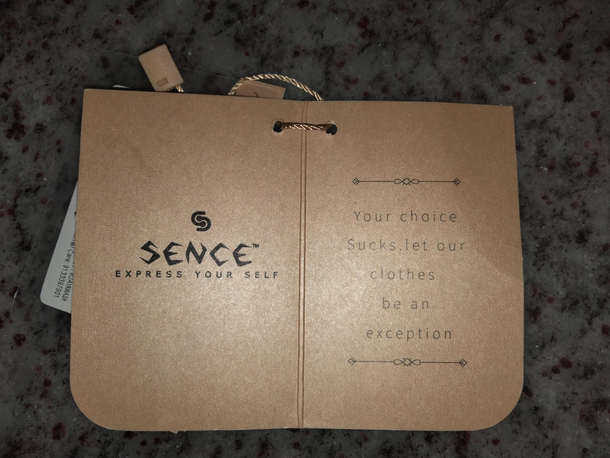 SENCE™
EXPRESS YOUR SELF
Your choice
Sucks,let our
clothes
be an
exception